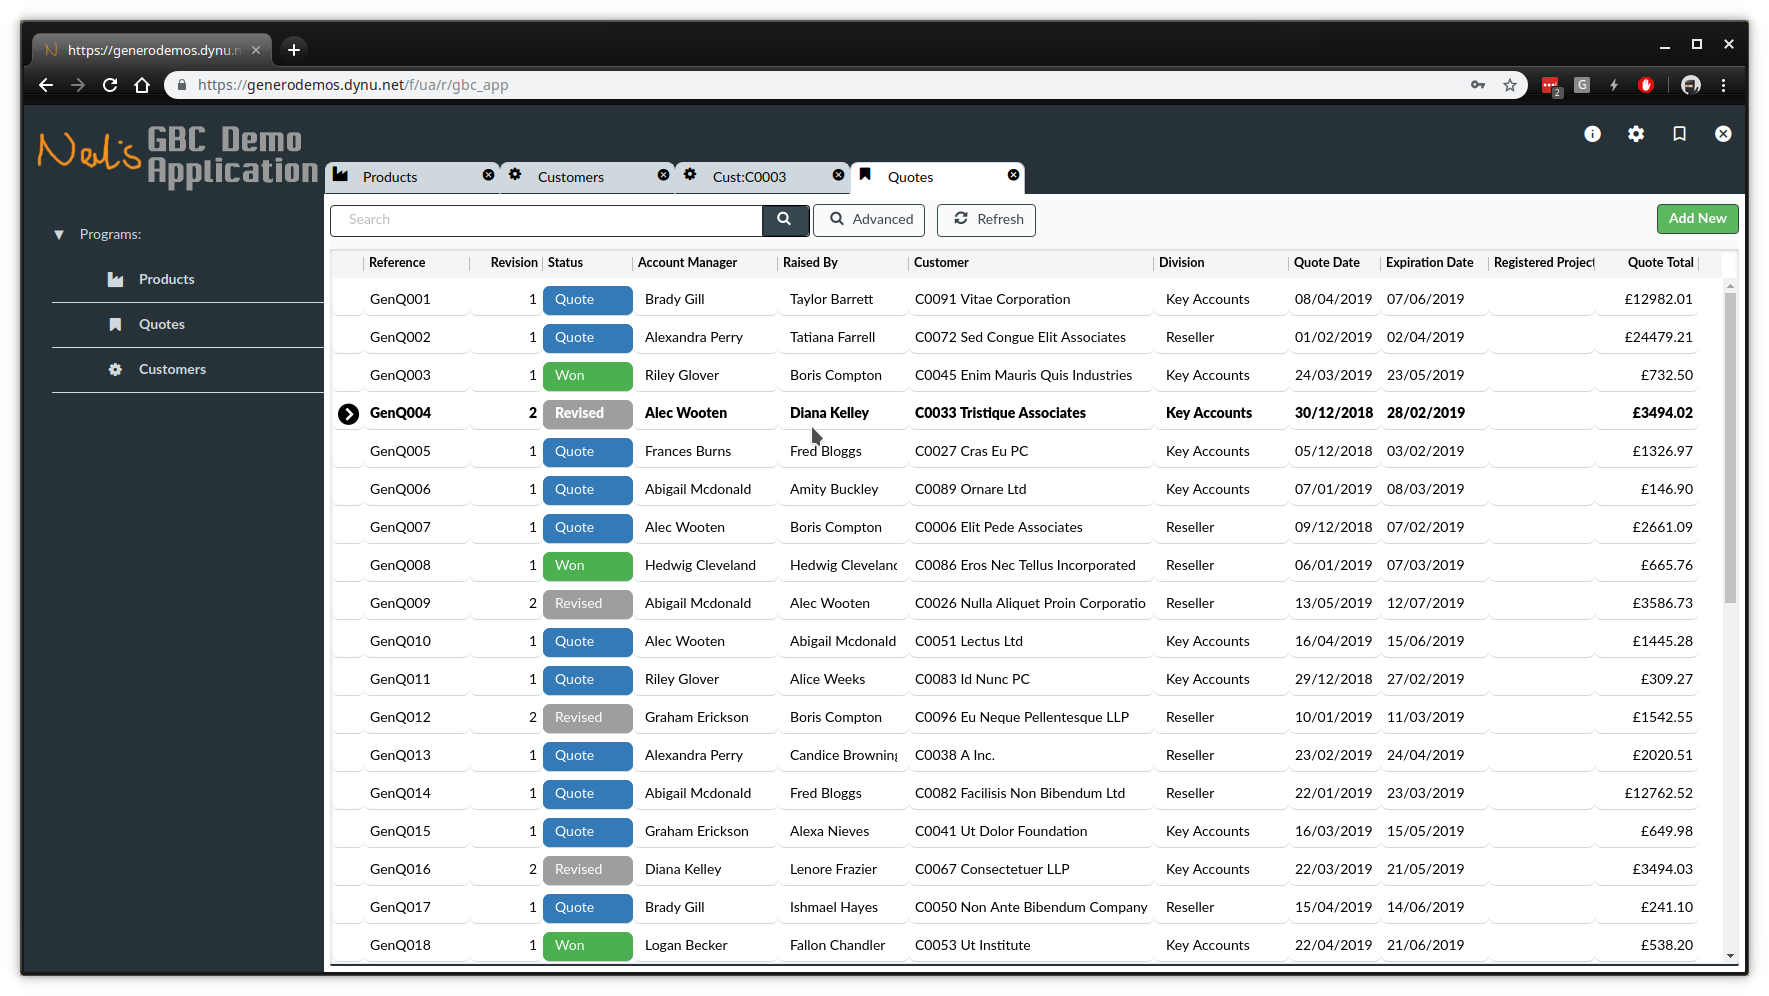 https://generodemos.dynu.n
https://generodemos.dynu.net/f/ua/r/gbc_app
2
G
Neil's GBC Demo
Application
Products
Customers
Cust:C0003
Quotes
Search
Advanced
Refresh
Add New
Programs:
Products
Quotes
Customers
Reference Revision Status Account Manager Raised By Customer Division Quote Date Expiration Date Registered Project Quote Total
GenQ001 1 Quote Brady Gill Taylor Barrett C0091 Vitae Corporation Key Accounts 08/04/2019 07/06/2019 £12982.01
GenQ002 1 Quote Alexandra Perry Tatiana Farrell C0072 Sed Congue Elit Associates Reseller 01/02/2019 02/04/2019 £24479.21
GenQ003 1 Won Riley Glover Boris Compton C0045 Enim Mauris Quis Industries Key Accounts 24/03/2019 23/05/2019 £732.50
GenQ004 2 Revised Alec Wooten Diana Kelley C0033 Tristique Associates Key Accounts 30/12/2018 28/02/2019 £3494.02
GenQ005 1 Quote Frances Burns Fred Bloggs C0027 Cras Eu PC Key Accounts 05/12/2018 03/02/2019 £1326.97
GenQ006 1 Quote Abigail Mcdonald Amity Buckley C0089 Ornare Ltd Key Accounts 07/01/2019 08/03/2019 £146.90
GenQ007 1 Quote Alec Wooten Boris Compton C0006 Elit Pede Associates Reseller 09/12/2018 07/02/2019 £2661.09
GenQ008 1 Won Hedwig Cleveland Hedwig Cleveland C0086 Eros Nec Tellus Incorporated Reseller 06/01/2019 07/03/2019 £665.76
GenQ009 2 Revised Abigail Mcdonald Alec Wooten C0026 Nulla Aliquet Proin Corporatio Reseller 13/05/2019 12/07/2019 £3586.73
GenQ010 1 Quote Alec Wooten Abigail Mcdonald C0051 Lectus Ltd Key Accounts 16/04/2019 15/06/2019 £1445.28
GenQ011 1 Quote Riley Glover Alice Weeks C0083 Id Nunc PC Key Accounts 29/12/2018 27/02/2019 £309.27
GenQ012 2 Revised Graham Erickson Boris Compton C0096 Eu Neque Pellentesque LLP Reseller 10/01/2019 11/03/2019 £1542.55
GenQ013 1 Quote Alexandra Perry Candice Browning C0038 A Inc. Reseller 23/02/2019 24/04/2019 £2020.51
GenQ014 1 Quote Abigail Mcdonald Fred Bloggs C0082 Facilisis Non Bibendum Ltd Reseller 22/01/2019 23/03/2019 £12762.52
GenQ015 1 Quote Graham Erickson Alexa Nieves C0041 Ut Dolor Foundation Key Accounts 16/03/2019 15/05/2019 £649.98
GenQ016 2 Revised Diana Kelley Lenore Frazier C0067 Consectetuer LLP Key Accounts 22/03/2019 21/05/2019 £3494.03
GenQ017 1 Quote Brady Gill Ishmael Hayes C0050 Non Ante Bibendum Company Reseller 15/04/2019 14/06/2019 £241.10
GenQ018 1 Won Logan Becker Fallon Chandler C0053 Ut Institute Key Accounts 22/04/2019 21/06/2019 £538.20